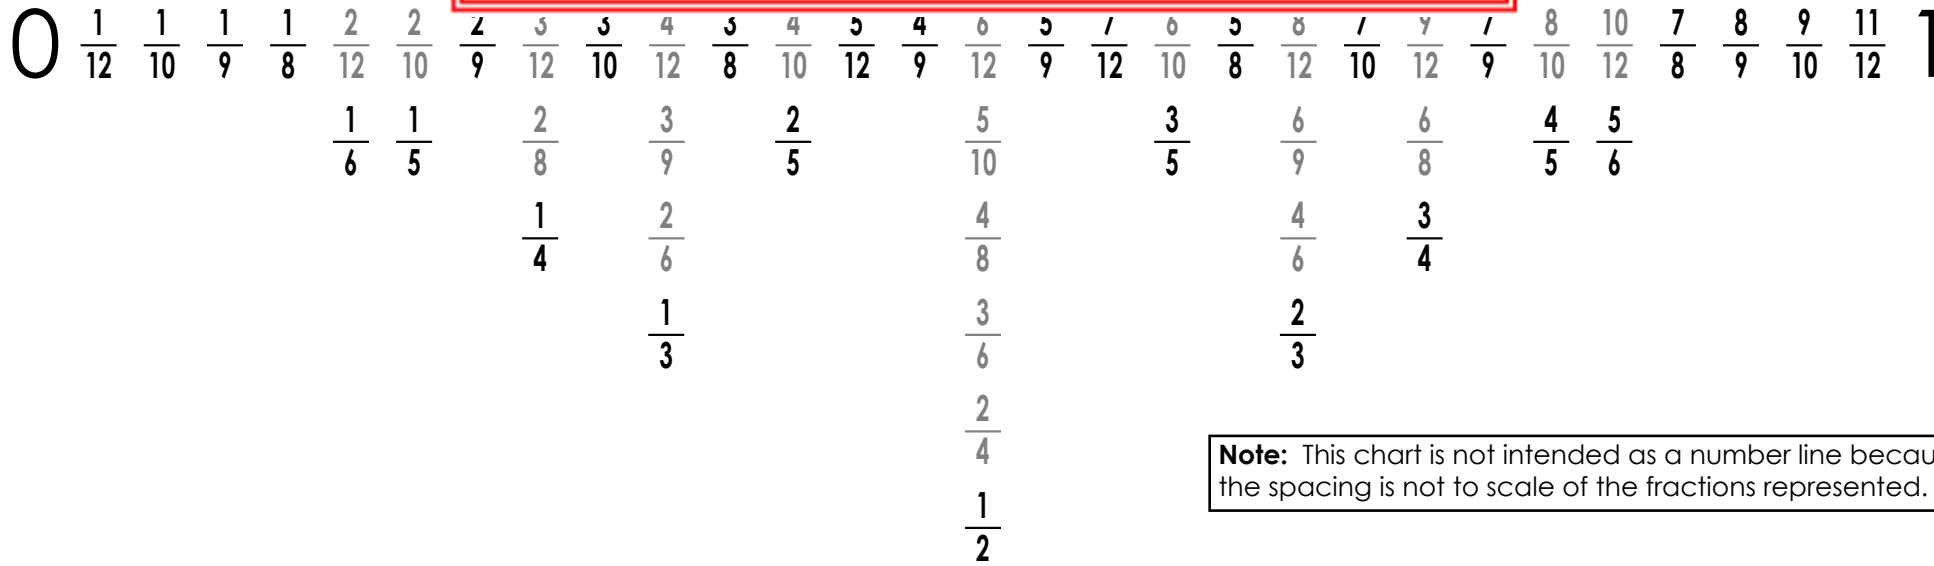 0 1/12 1/10 1/9 1/8 2/12 2/10 2/9 3/12 3/10 4/12 3/8 4/10 5/12 4/9 6/12 5/9 7/12 6/10 5/8 8/12 7/10 9/12 7/9 8/10 10/12 7/8 8/9 9/10 11/12 1
1/6 1/5 2/8 3/9 2/5 5/10 3/5 6/9 6/8 4/5 5/6
1/4 2/6 4/8 4/6 3/4
1/3 3/6 2/3
2/4
Note: This chart is not intended as a number line becau
the spacing is not to scale of the fractions represented.
1/2